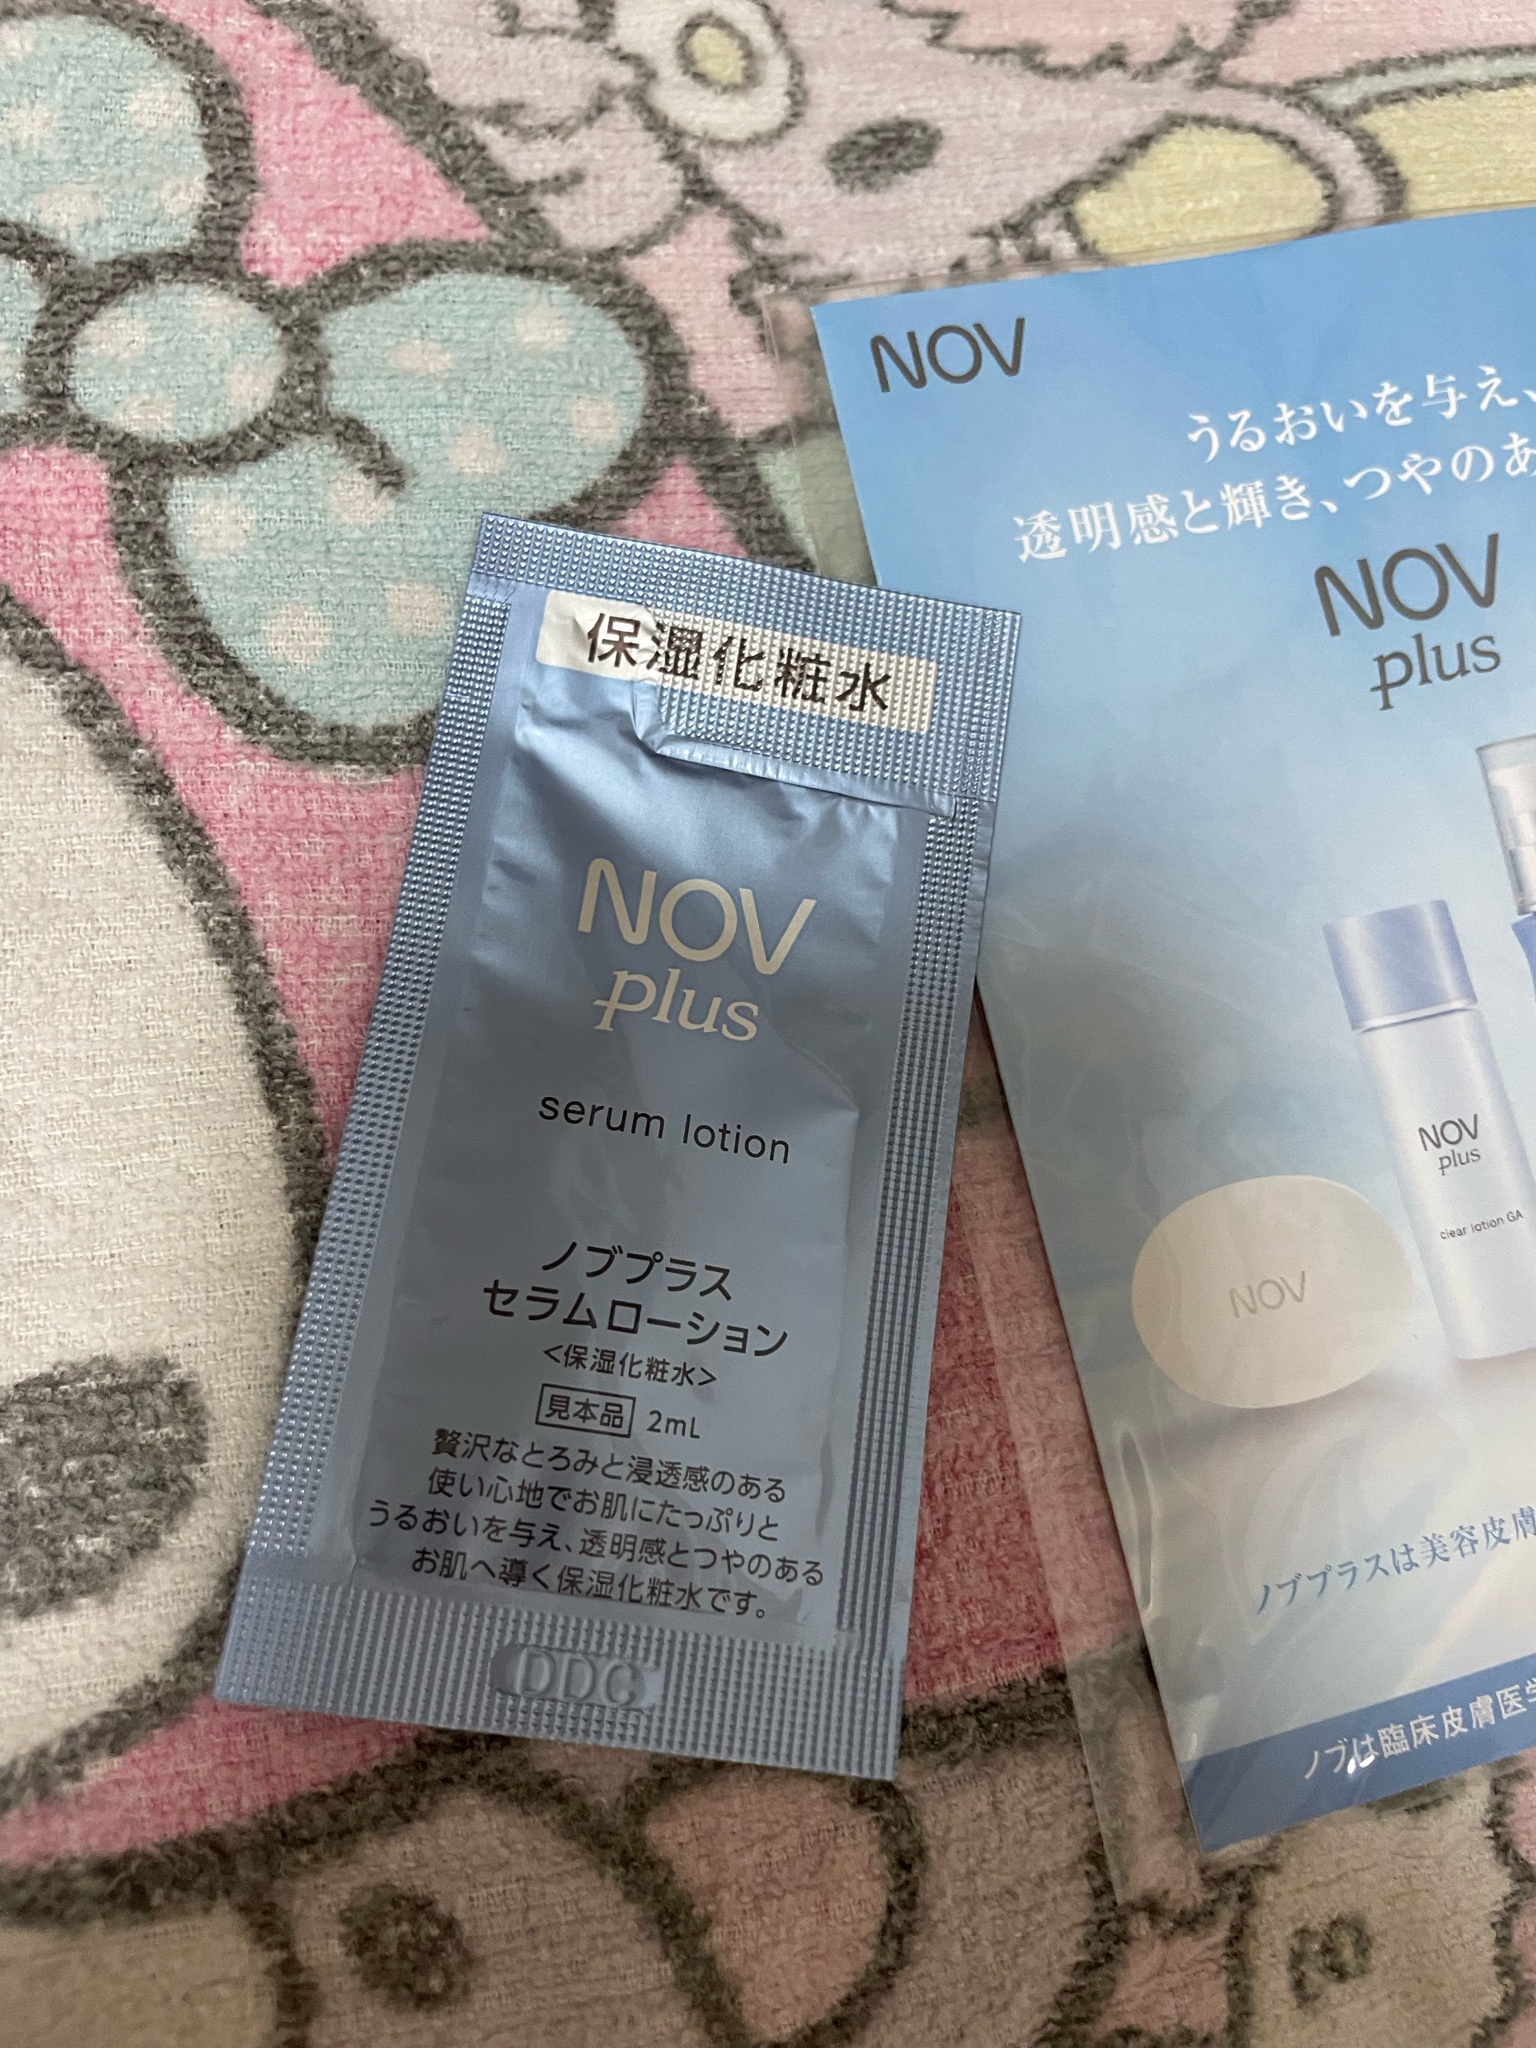 保湿化粧水
NOV
plus
serum lotion
ノブプラス
セラムローション
<保湿化粧水>
見本品 2mL
贅沢なとろみと浸透感のある
使い心地でお肌にたっぷりと
うるおいを与え、透明感とつやのある
お肌へ導く保湿化粧水です。
DDC
NOV
うるおいを与え、
透明感と輝き、つやのあ
NOV
plus
NOV
plus
clear lotion GA
NOV
ノブプラスは美容皮膚
ノブは臨床皮膚医学